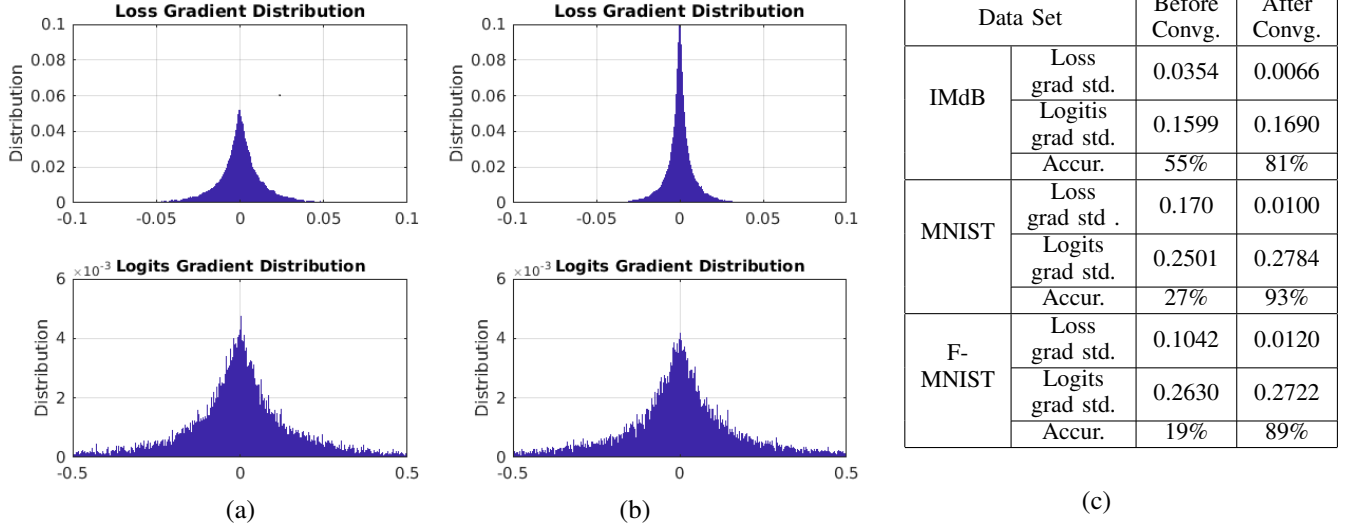 Loss Gradient Distribution
0.1
0.08
0.06
0.04
0.02
0
Distribution
-0.1 -0.05 0 0.05 0.1
Logits Gradient Distribution
×10⁻³
6
4
2
0
Distribution
-0.5 0 0.5
(a)
Loss Gradient Distribution
0.1
0.08
0.06
0.04
0.02
0
Distribution
-0.1 -0.05 0 0.05 0.1
Logits Gradient Distribution
×10⁻³
6
4
2
0
Distribution
-0.5 0 0.5
(b)
Data Set Before Convg. After Convg.
IMdB
Loss grad std. 0.0354 0.0066
Logitis grad std. 0.1599 0.1690
Accur. 55% 81%
MNIST
Loss grad std . 0.170 0.0100
Logits grad std. 0.2501 0.2784
Accur. 27% 93%
F-
MNIST
Loss grad std. 0.1042 0.0120
Logits grad std. 0.2630 0.2722
Accur. 19% 89%
(c)